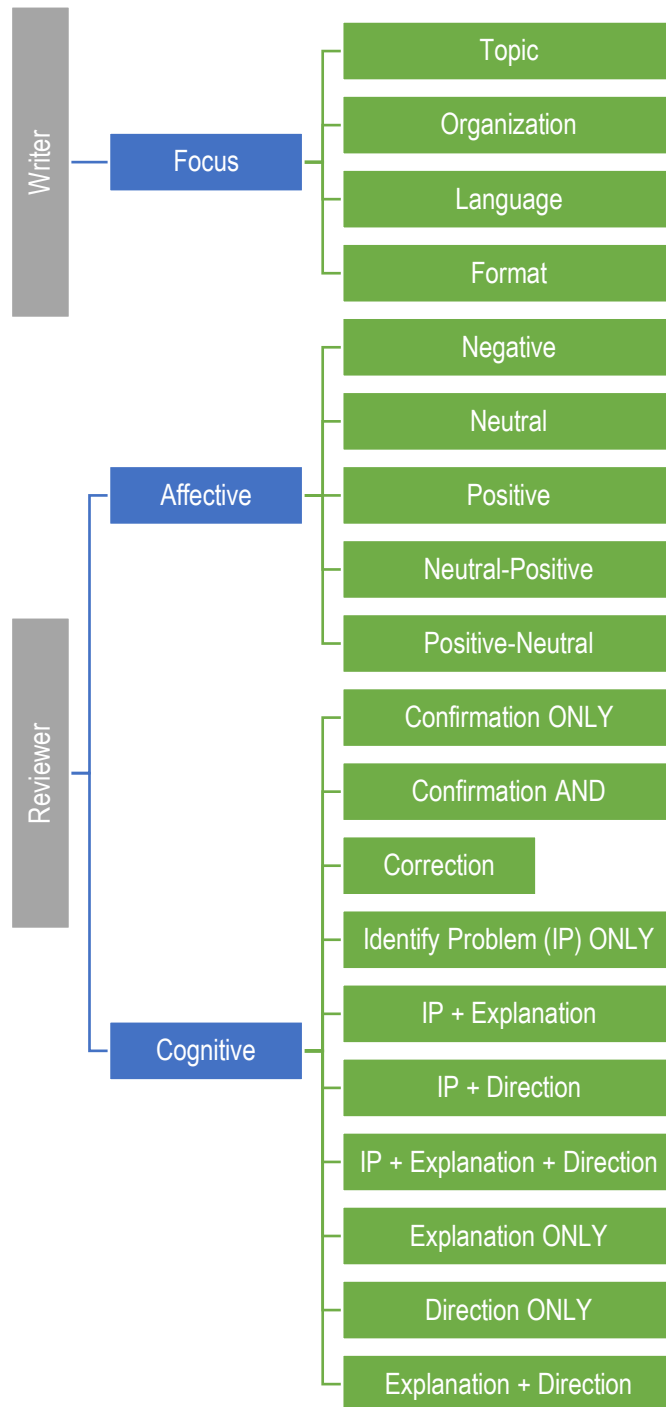 Writer
Focus
Topic
Organization
Language
Format
Reviewer
Affective
Negative
Neutral
Positive
Neutral-Positive
Positive-Neutral
Cognitive
Confirmation ONLY
Confirmation AND
Correction
Identify Problem (IP) ONLY
IP + Explanation
IP + Direction
IP + Explanation + Direction
Explanation ONLY
Direction ONLY
Explanation + Direction